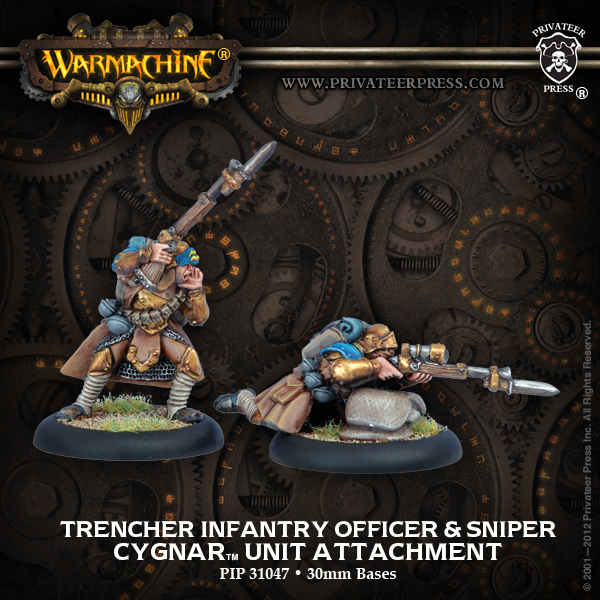 WARMACHINE®
PRIVATEER
PRESS®
WWW.PRIVATEERPRESS.COM
TRENCHER INFANTRY OFFICER & SNIPER
CYGNAR™ UNIT ATTACHMENT
PIP 31047 • 30mm Bases
© 2001–2012 Privateer Press Inc. All Rights Reserved.